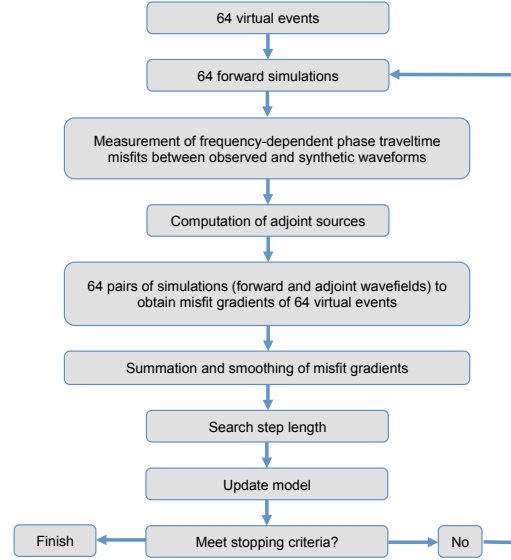 64 virtual events
64 forward simulations
Measurement of frequency-dependent phase traveltime
misfits between observed and synthetic waveforms
Computation of adjoint sources
64 pairs of simulations (forward and adjoint wavefields) to
obtain misfit gradients of 64 virtual events
Summation and smoothing of misfit gradients
Search step length
Update model
Finish
Meet stopping criteria?
No